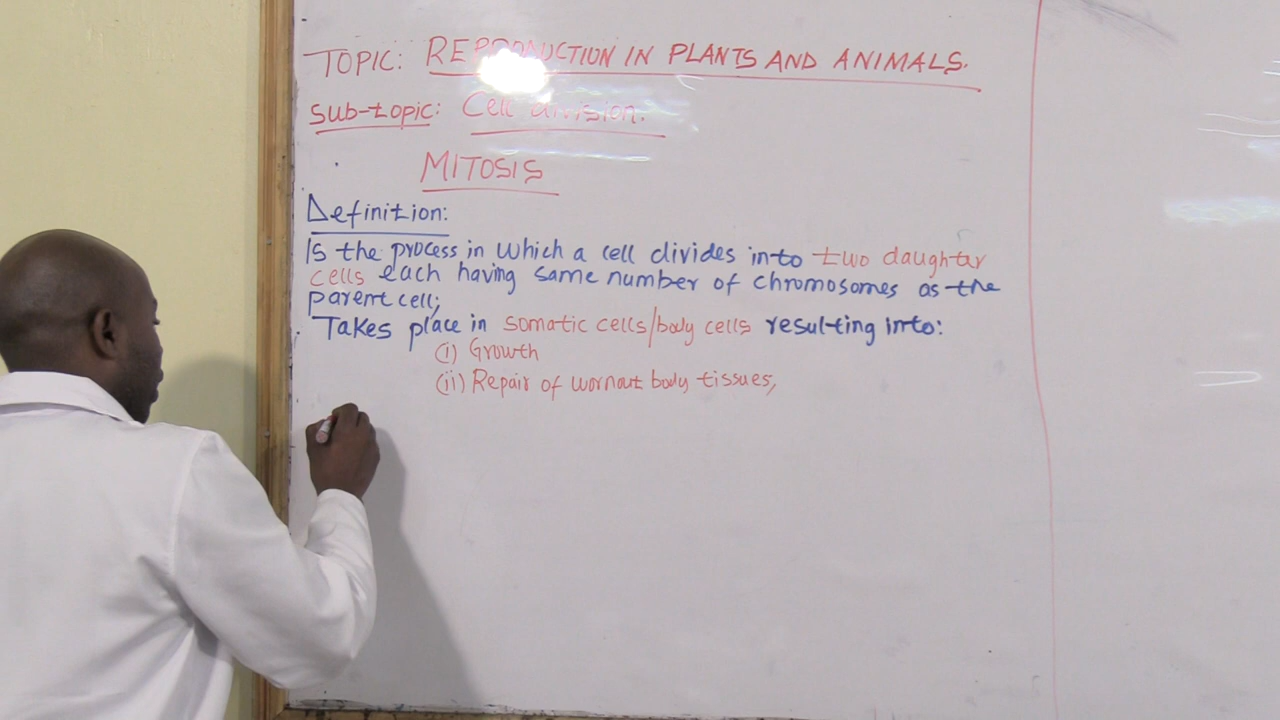 TOPIC: REPRODUCTION IN PLANTS AND ANIMALS.
Sub-topic: Cell division.
MITOSIS
Definition:
Is the process in which a cell divides into two daughter
cells each having same number of chromosomes as the
parent cell;
Takes place in somatic cells/body cells resulting into:
(i) Growth
(ii) Repair of wornout body tissues,